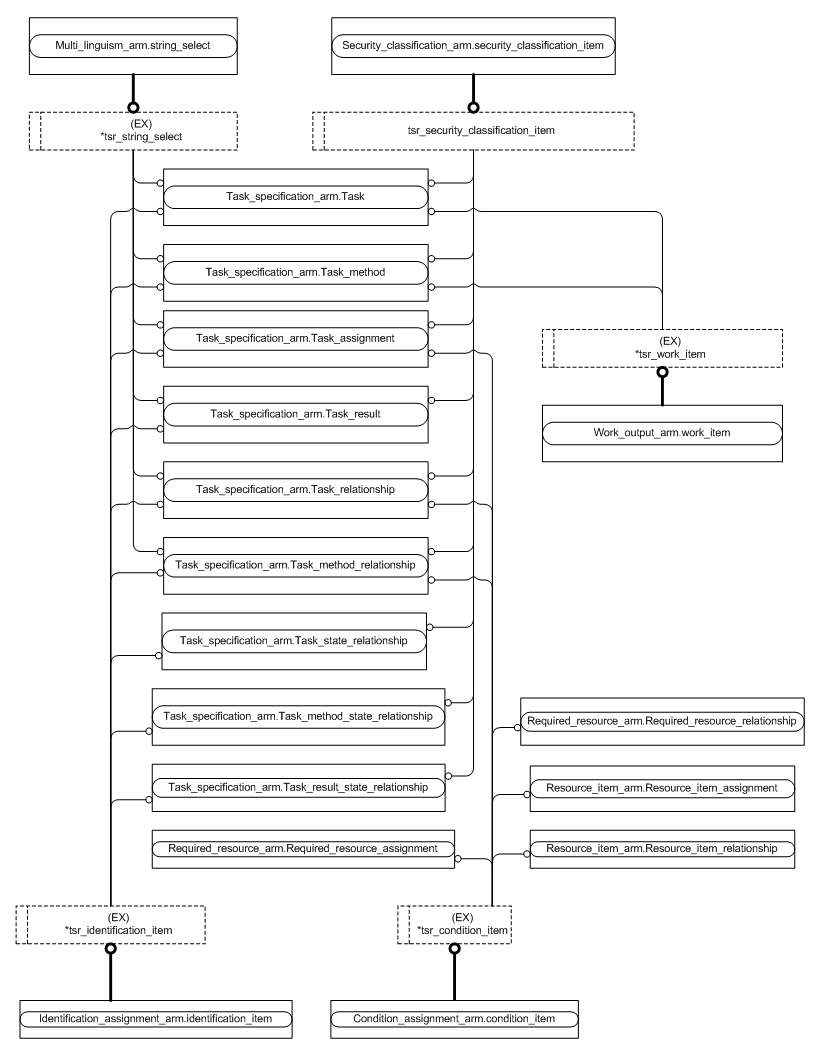 Multi_linguism_arm.string_select
Security_classification_arm.security_classification_item
(EX)
*tsr_string_select
tsr_security_classification_item
Task_specification_arm.Task
Task_specification_arm.Task_method
Task_specification_arm.Task_assignment
(EX)
*tsr_work_item
Task_specification_arm.Task_result
Work_output_arm.work_item
Task_specification_arm.Task_relationship
Task_specification_arm.Task_method_relationship
Task_specification_arm.Task_state_relationship
Task_specification_arm.Task_method_state_relationship
Required_resource_arm.Required_resource_relationship
Task_specification_arm.Task_result_state_relationship
Resource_item_arm.Resource_item_assignment
Required_resource_arm.Required_resource_assignment
Resource_item_arm.Resource_item_relationship
(EX)
*tsr_identification_item
(EX)
*tsr_condition_item
Identification_assignment_arm.identification_item
Condition_assignment_arm.condition_item